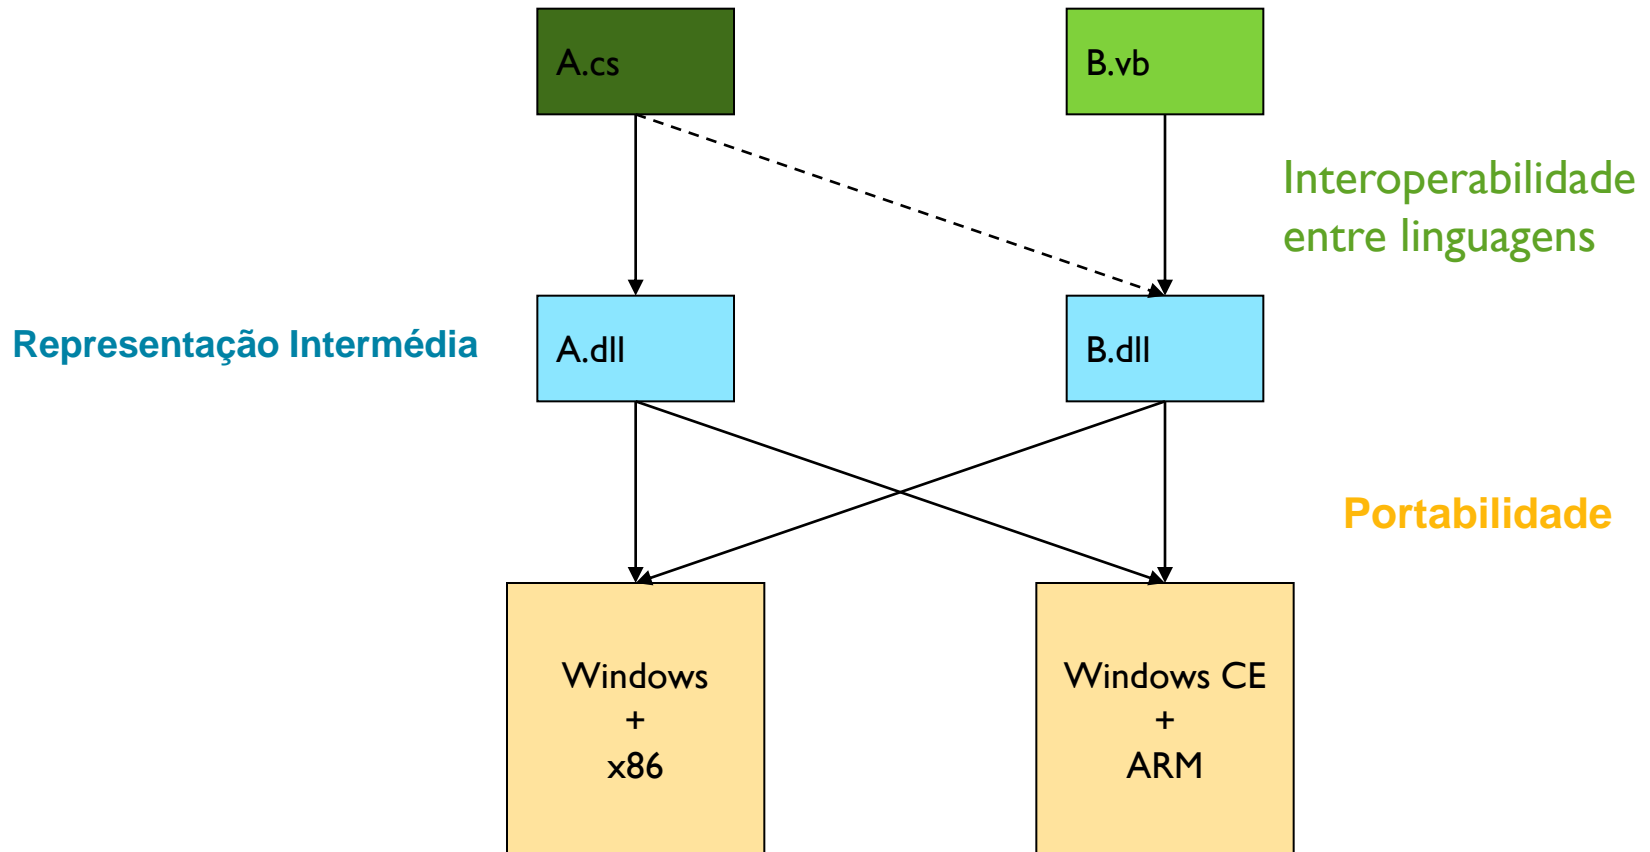 A.cs
B.vb
Interoperabilidade
entre linguagens
Representação Intermédia
A.dll
B.dll
Portabilidade
Windows
+
x86
Windows CE
+
ARM